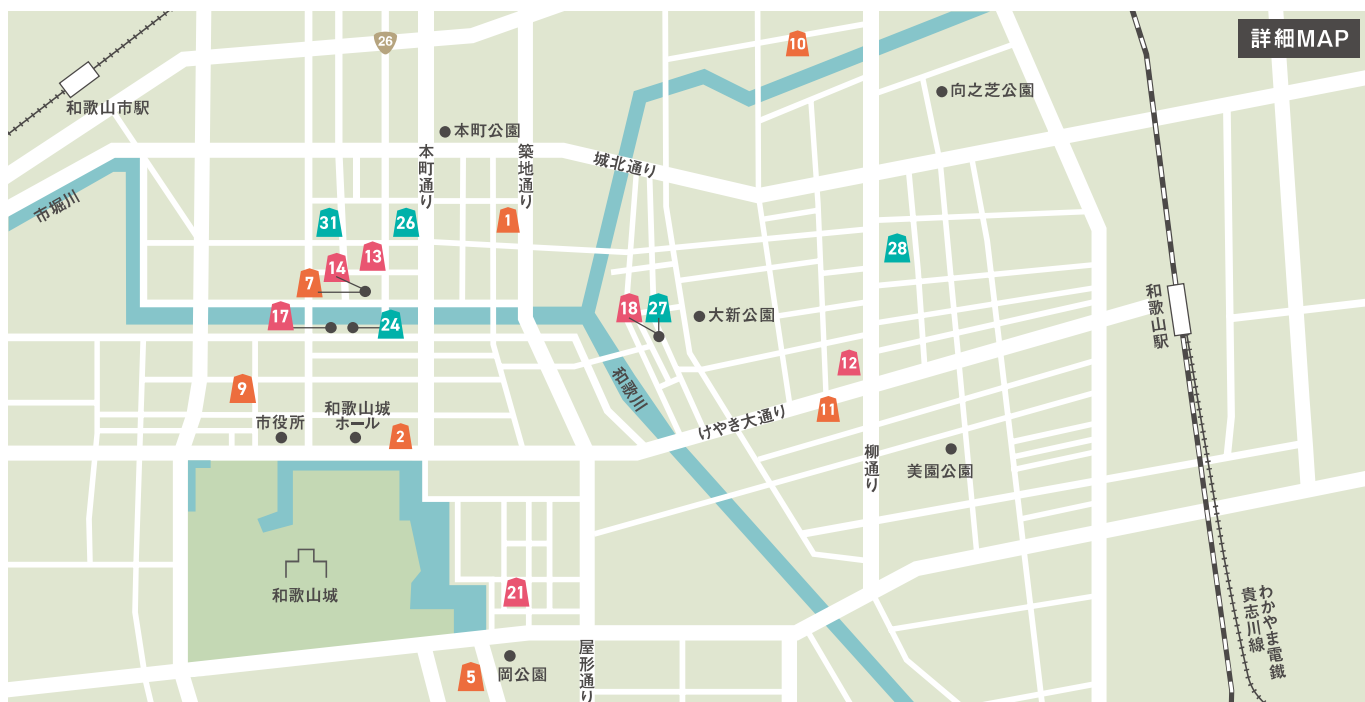 詳細MAP
26
10
和歌山市駅
向之芝公園
本町公園
本町通り
築地通り
城北通り
市堀川
31
26
1
28
13
14
7
17
24
18
27
大新公園
和歌山駅
12
9
和歌川
11
けやき大通り
市役所
和歌山城
ホール
2
柳通り
美園公園
和歌山城
21
わかやま電鐵
貴志川線
5
岡公園
屋形通り